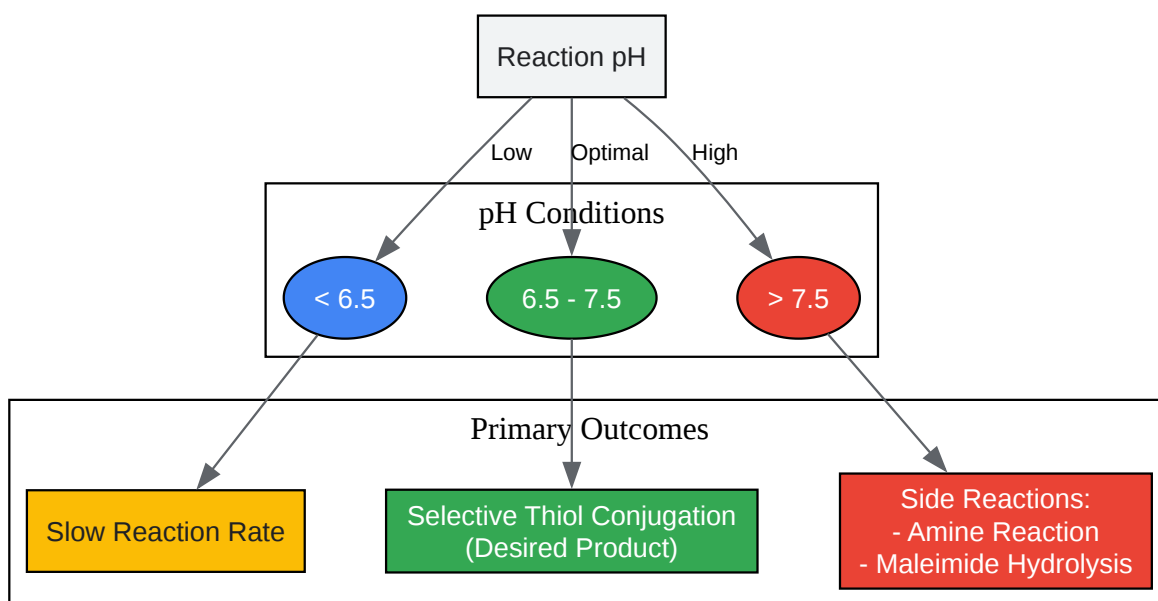 Reaction pH
Low
Optimal
High
pH Conditions
< 6.5
6.5 - 7.5
> 7.5
Primary Outcomes
Slow Reaction Rate
Selective Thiol Conjugation
(Desired Product)
Side Reactions:
- Amine Reaction
- Maleimide Hydrolysis